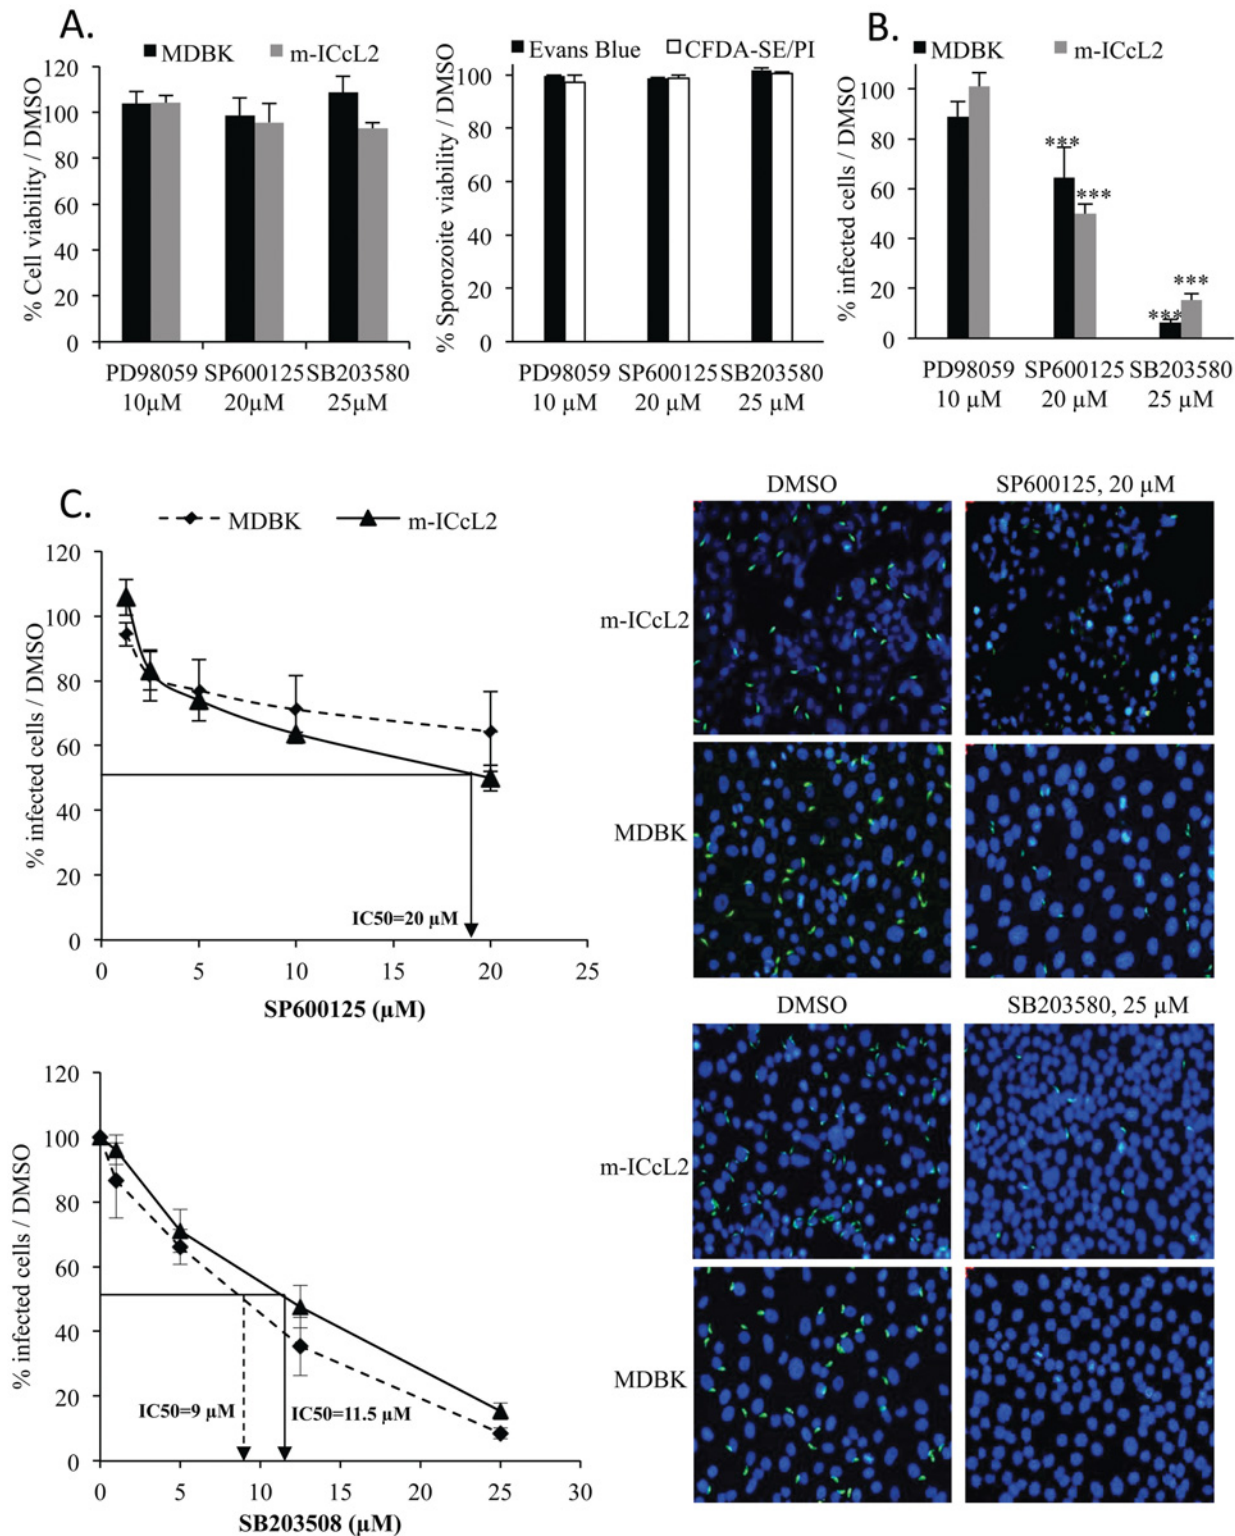 A.
MDBK m-ICcL2
% Cell viability / DMSO
120
100
80
60
40
20
0
PD98059 SP600125 SB203580
10µM 20µM 25µM
Evans Blue CFDA-SE/PI
% Sporozoite viability / DMSO
100
80
60
40
20
0
PD98059 SP600125 SB203580
10 µM 20 µM 25 µM
B.
MDBK m-ICcL2
% infected cells / DMSO
100
80
60
40
20
0
***
***
***
***
PD98059 SP600125 SB203580
10 µM 20 µM 25 µM
C.
MDBK m-ICcL2
% infected cells / DMSO
120
100
80
60
40
20
0
IC50=20 µM
0 5 10 15 20 25
SP600125 (µM)
DMSO SP600125, 20 µM
m-ICcL2
MDBK
% infected cells / DMSO
120
100
80
60
40
20
0
IC50=9 µM IC50=11.5 µM
0 5 10 15 20 25 30
SB203508 (µM)
DMSO SB203580, 25 µM
m-ICcL2
MDBK